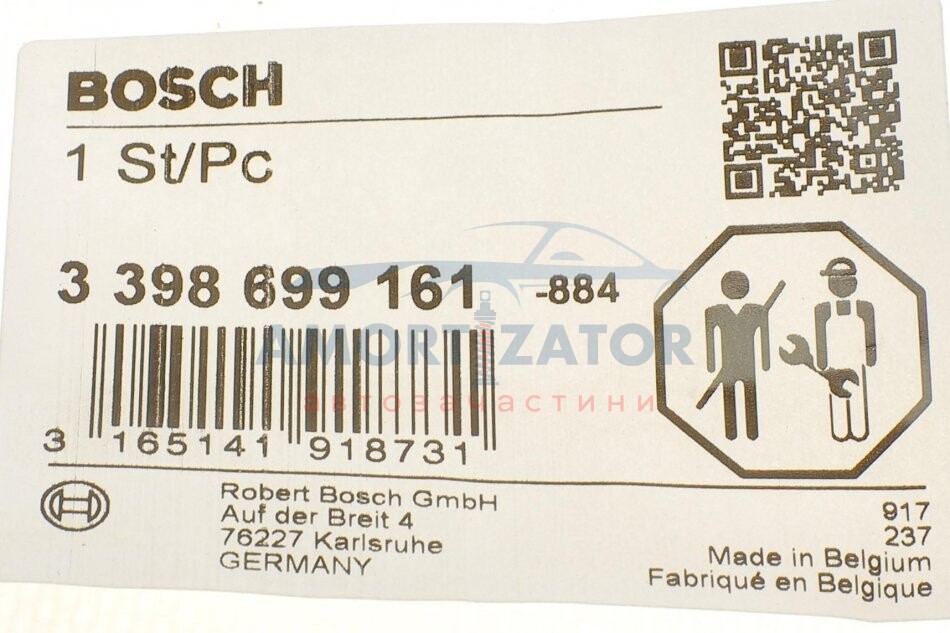 BOSCH
1 St/Pc
3 398 699 161 -884
AMORTIZATOR
автозапчастини
3 165141 918731
Robert Bosch GmbH
Auf der Breit 4
76227 Karlsruhe
GERMANY
917
237
Made in Belgium
Fabriqué en Belgique